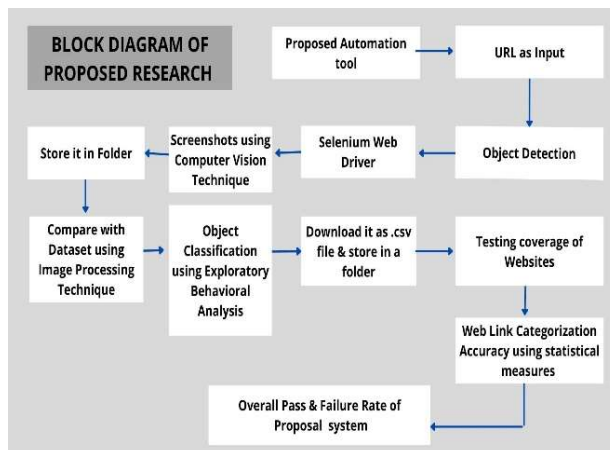 BLOCK DIAGRAM OF
PROPOSED RESEARCH
Proposed Automation
tool
URL as Input
Object Detection
Selenium Web
Driver
Screenshots using
Computer Vision
Technique
Store it in Folder
Compare with
Dataset using
Image Processing
Technique
Object
Classification
using Exploratory
Behavioral
Analysis
Download it as .csv
file & store in a
folder
Testing coverage of
Websites
Web Link Categorization
Accuracy using statistical
measures
Overall Pass & Failure Rate of
Proposal system